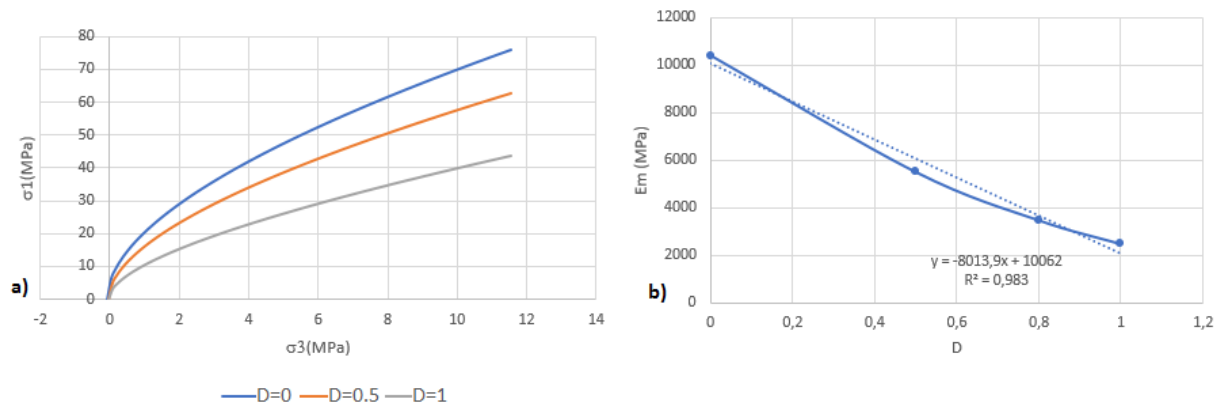 80
70
60
50
40
30
20
10
0
σ1(MPa)
a)
-2 0 2 4 6 8 10 12 14
σ3(MPa)
D=0 D=0.5 D=1
12000
10000
8000
6000
4000
2000
0
Em (MPa)
y = -8013,9x + 10062
R² = 0,983
b)
0 0,2 0,4 0,6 0,8 1 1,2
D